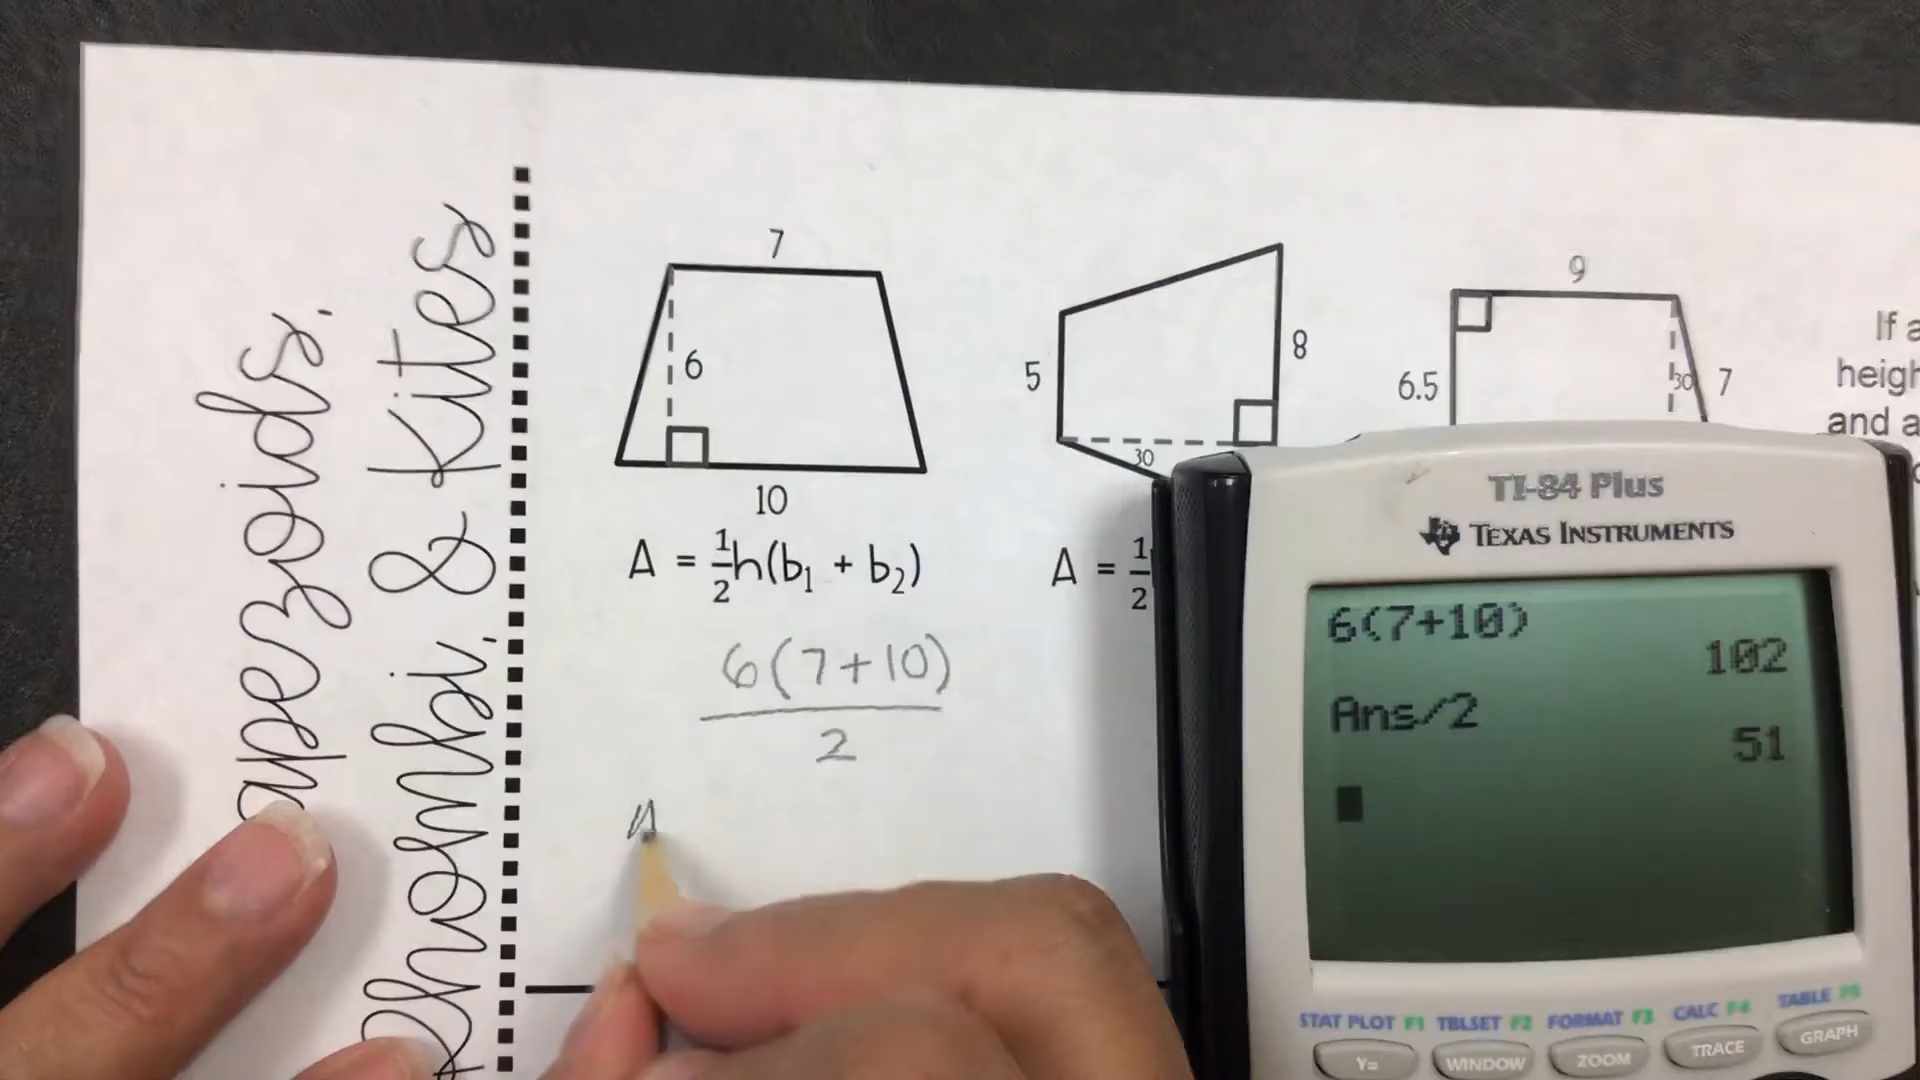 apezoids,
Rhombi, & Kites
7
6
10
A = 1/2 h(b₁ + b₂)
6(7+10)
2
A
5
8
30
A = 1/2
9
6.5
30
7
If a
heigh
and a
TI-84 Plus
TEXAS INSTRUMENTS
6(7+10)
102
Ans/2
51
STAT PLOT F1 TBLSET F2 FORMAT F3 CALC F4 TABLE F5
Y= WINDOW ZOOM TRACE GRAPH